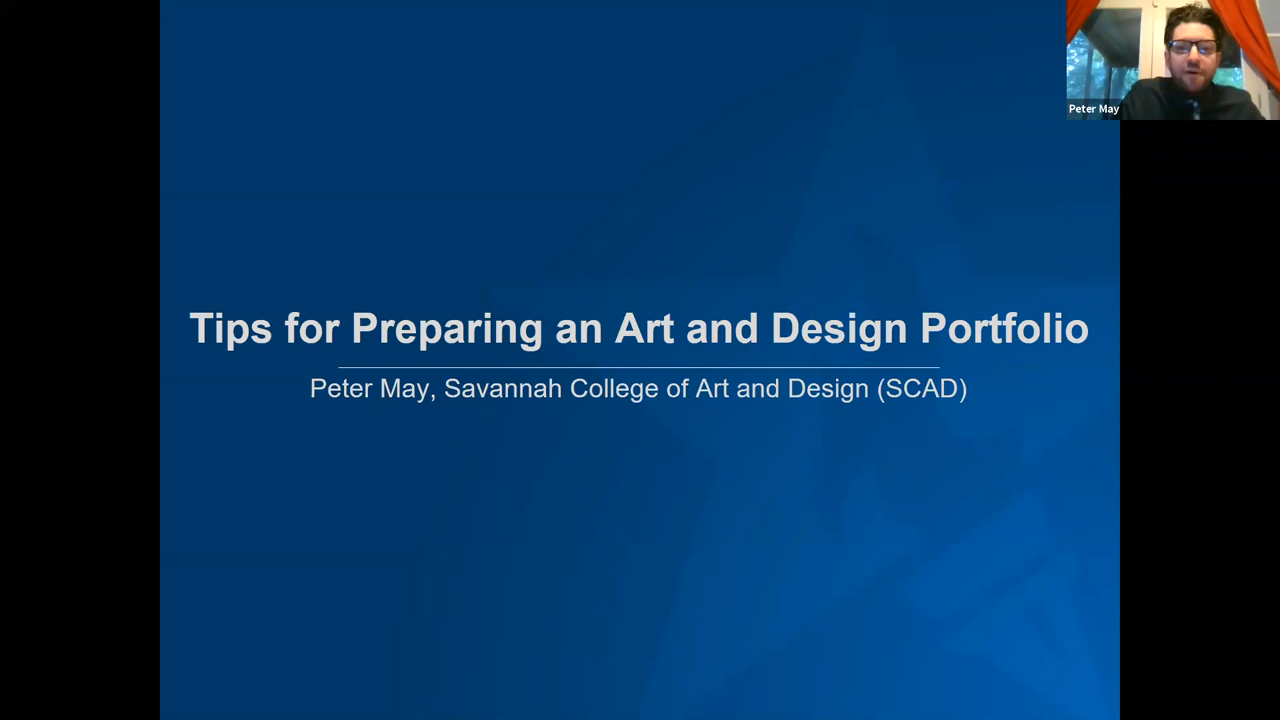 Peter May
Tips for Preparing an Art and Design Portfolio
Peter May, Savannah College of Art and Design (SCAD)